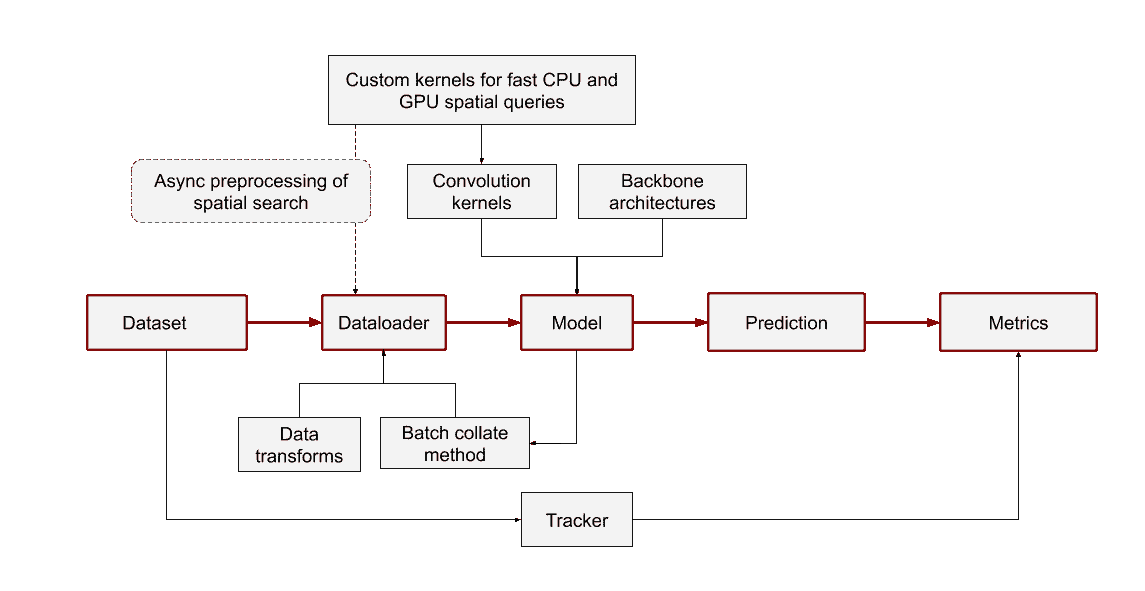 Custom kernels for fast CPU and
GPU spatial queries
Async preprocessing of
spatial search
Convolution
kernels
Backbone
architectures
Dataset
Dataloader
Model
Prediction
Metrics
Data
transforms
Batch collate
method
Tracker